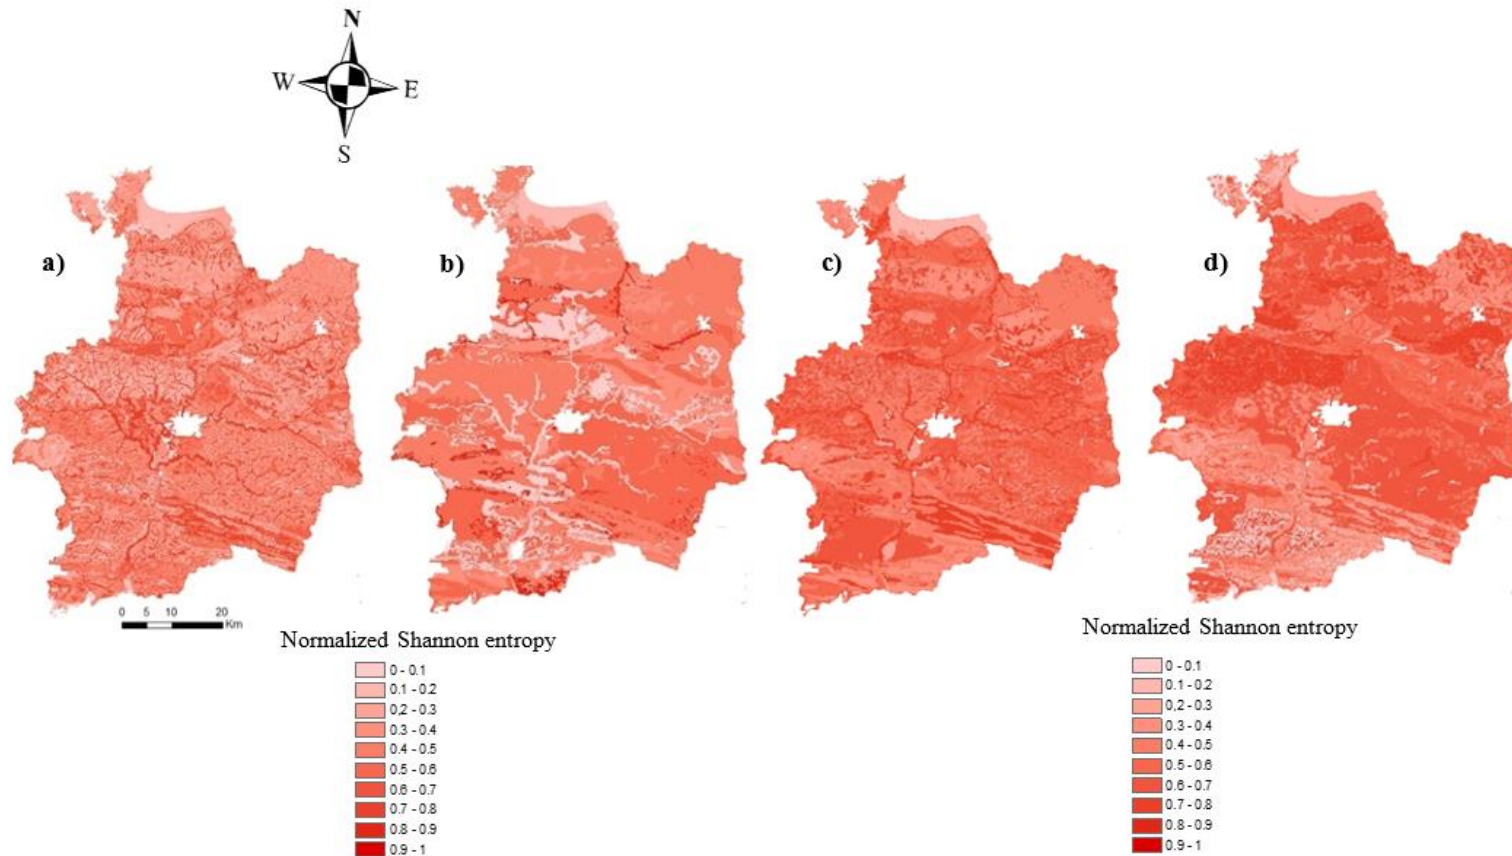 N
W
E
S
a)
b)
c)
d)
0 5 10 20
Km
Normalized Shannon entropy
0 - 0.1
0.1 - 0.2
0,2 - 0.3
0.3 - 0.4
0.4 - 0.5
0.5 - 0.6
0.6 - 0.7
0.7 - 0.8
0.8 - 0.9
0.9 - 1
Normalized Shannon entropy
0 - 0.1
0.1 - 0.2
0,2 - 0.3
0.3 - 0.4
0.4 - 0.5
0.5 - 0.6
0.6 - 0.7
0.7 - 0.8
0.8 - 0.9
0.9 - 1